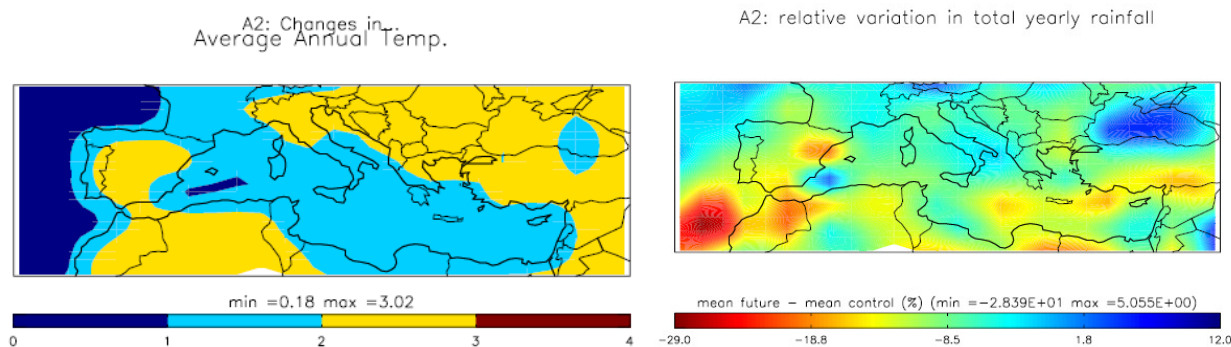 A2: Changes in..
Average Annual Temp.
min =0.18 max =3.02
0 1 2 3 4
A2: relative variation in total yearly rainfall
mean future - mean control (%) (min =-2.839E+01 max =5.055E+00)
-29.0 -18.8 -8.5 1.8 12.0